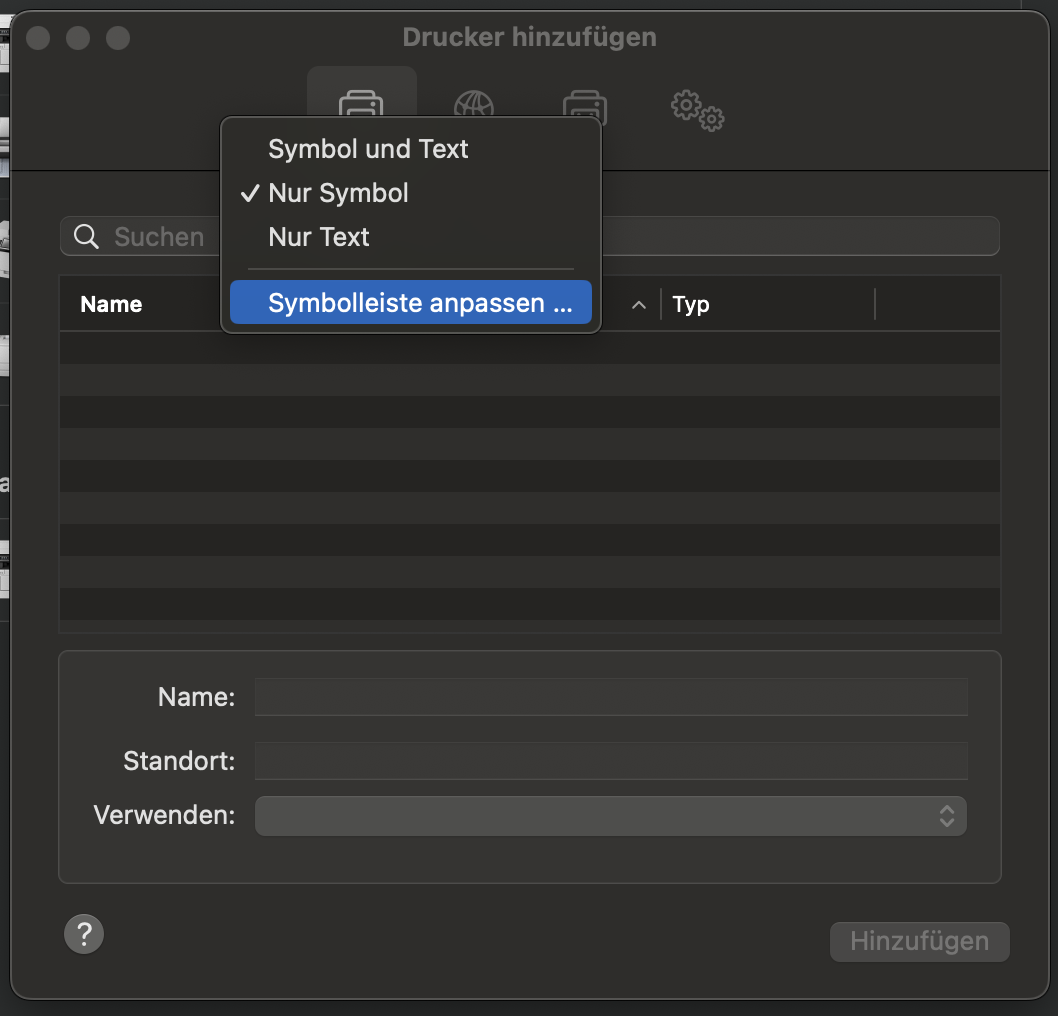 Drucker hinzufügen
Symbol und Text
✓ Nur Symbol
Nur Text
Symbolleiste anpassen ...
Suchen
Name
Typ
Name:
Standort:
Verwenden:
?
Hinzufügen